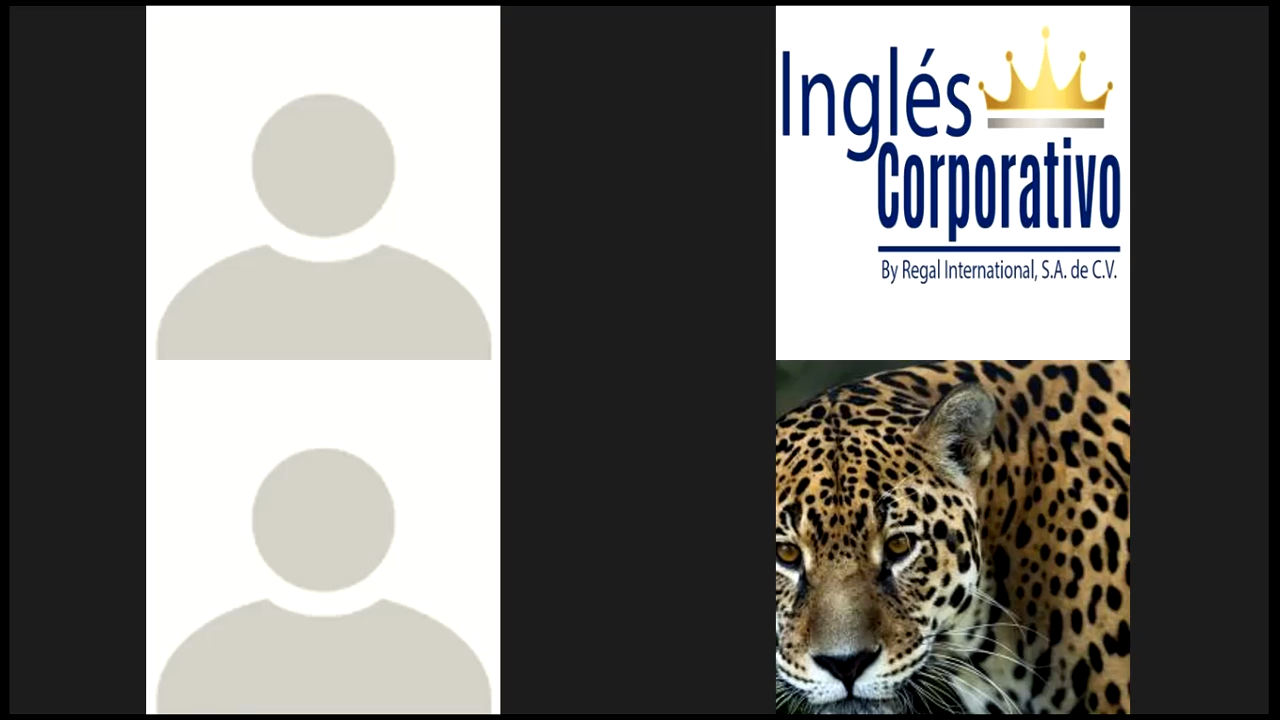 Inglés
Corporativo
By Regal International, S.A. de C.V.